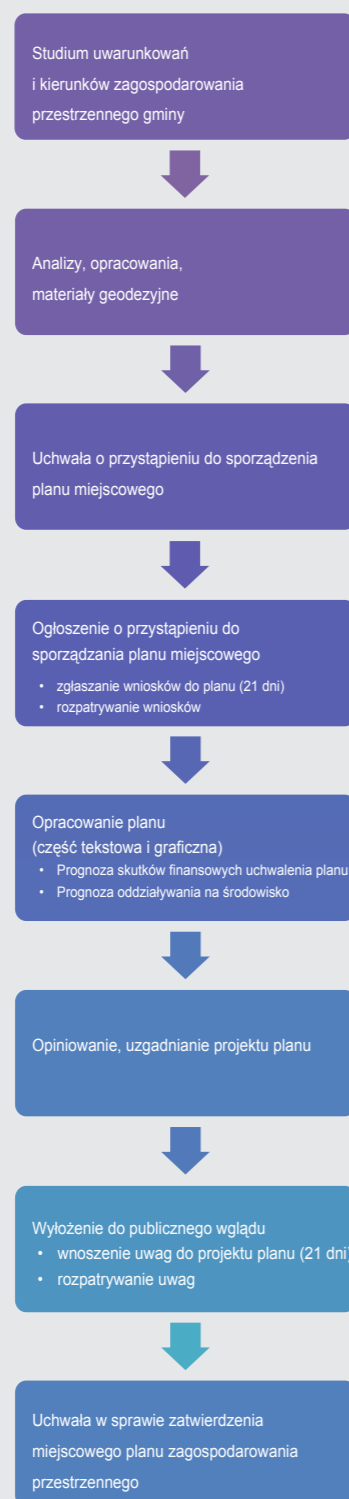 Studium uwarunkowań
i kierunków zagospodarowania
przestrzennego gminy
Analizy, opracowania,
materiały geodezyjne
Uchwała o przystąpieniu do sporządzenia
planu miejscowego
Ogłoszenie o przystąpieniu do
sporządzania planu miejscowego
• zgłaszanie wniosków do planu (21 dni)
• rozpatrywanie wniosków
Opracowanie planu
(część tekstowa i graficzna)
• Prognoza skutków finansowych uchwalenia planu
• Prognoza oddziaływania na środowisko
Opiniowanie, uzgadnianie projektu planu
Wyłożenie do publicznego wglądu
• wnoszenie uwag do projektu planu (21 dni)
• rozpatrywanie uwag
Uchwała w sprawie zatwierdzenia
miejscowego planu zagospodarowania
przestrzennego